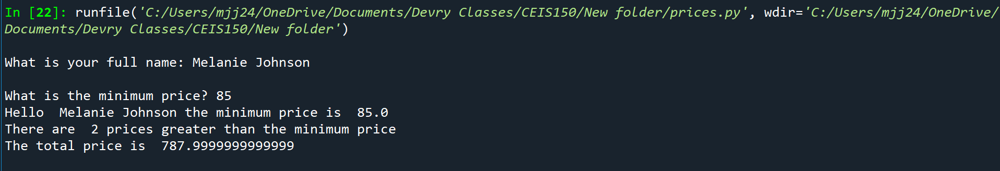 In [22]: runfile('C:/Users/mjj24/OneDrive/Documents/Devry Classes/CEIS150/New folder/prices.py', wdir='C:/Users/mjj24/OneDrive/
Documents/Devry Classes/CEIS150/New folder')
What is your full name: Melanie Johnson
What is the minimum price? 85
Hello  Melanie Johnson the minimum price is  85.0
There are  2 prices greater than the minimum price
The total price is  787.9999999999999